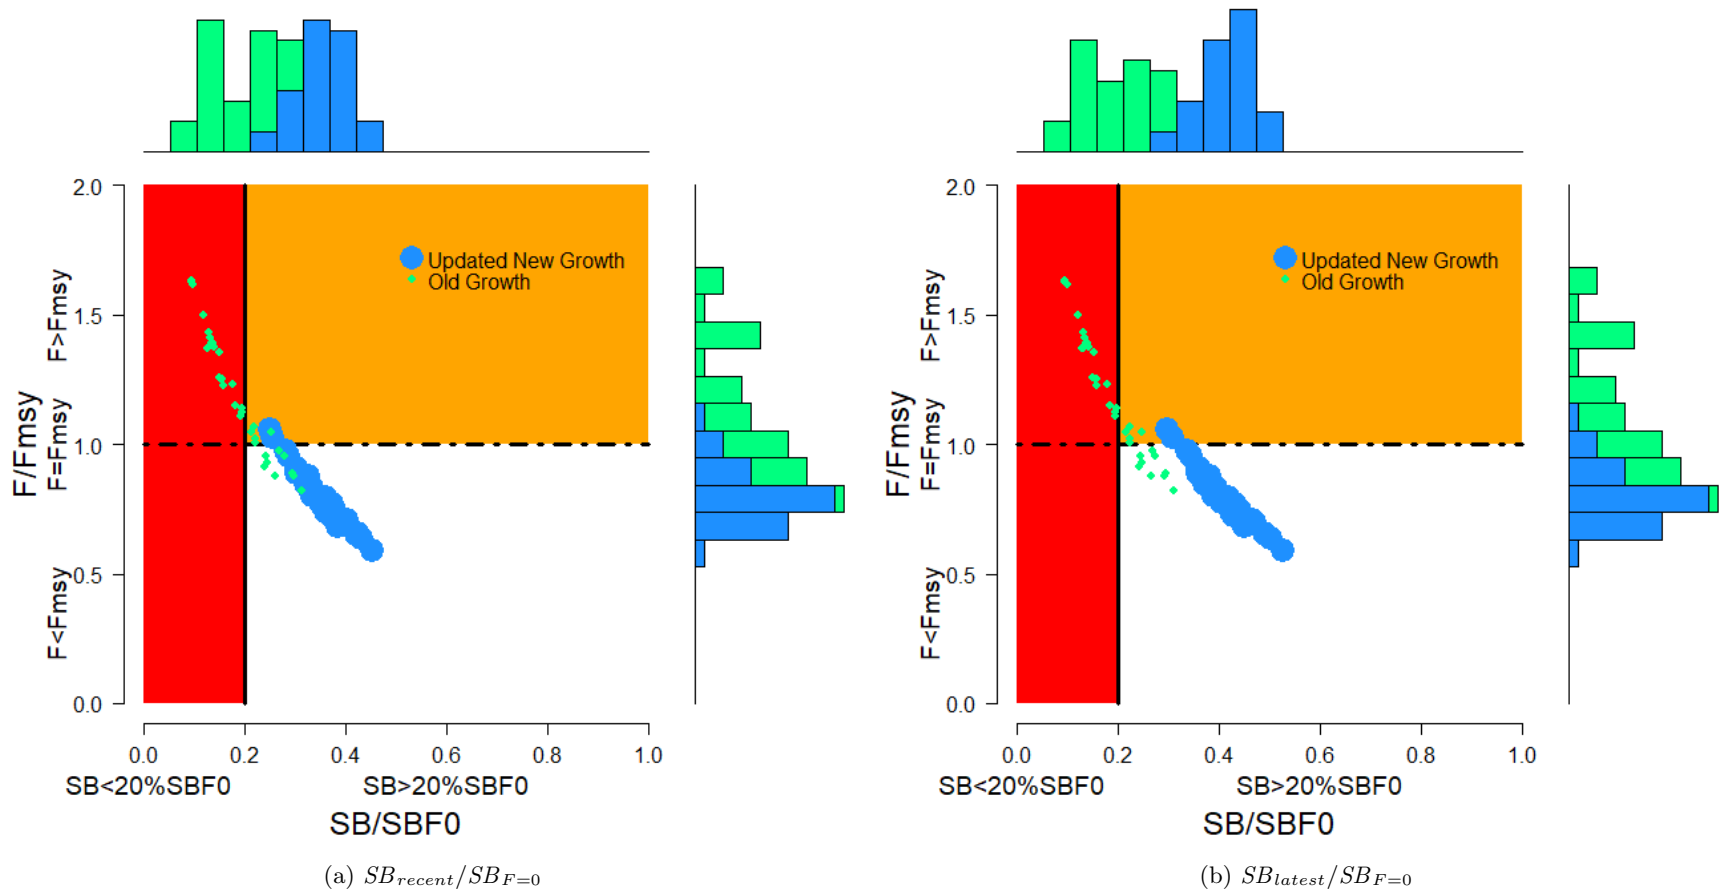 2.0
1.5
1.0
0.5
0.0
F/Fmsy
F>Fmsy
F=Fmsy
F<Fmsy
Updated New Growth
Old Growth
0.0 0.2 0.4 0.6 0.8 1.0
SB<20%SBF0 SB>20%SBF0
SB/SBF0
(a) SBrecent/SBF=0
2.0
1.5
1.0
0.5
0.0
F/Fmsy
F>Fmsy
F=Fmsy
F<Fmsy
Updated New Growth
Old Growth
0.0 0.2 0.4 0.6 0.8 1.0
SB<20%SBF0 SB>20%SBF0
SB/SBF0
(b) SBlatest/SBF=0